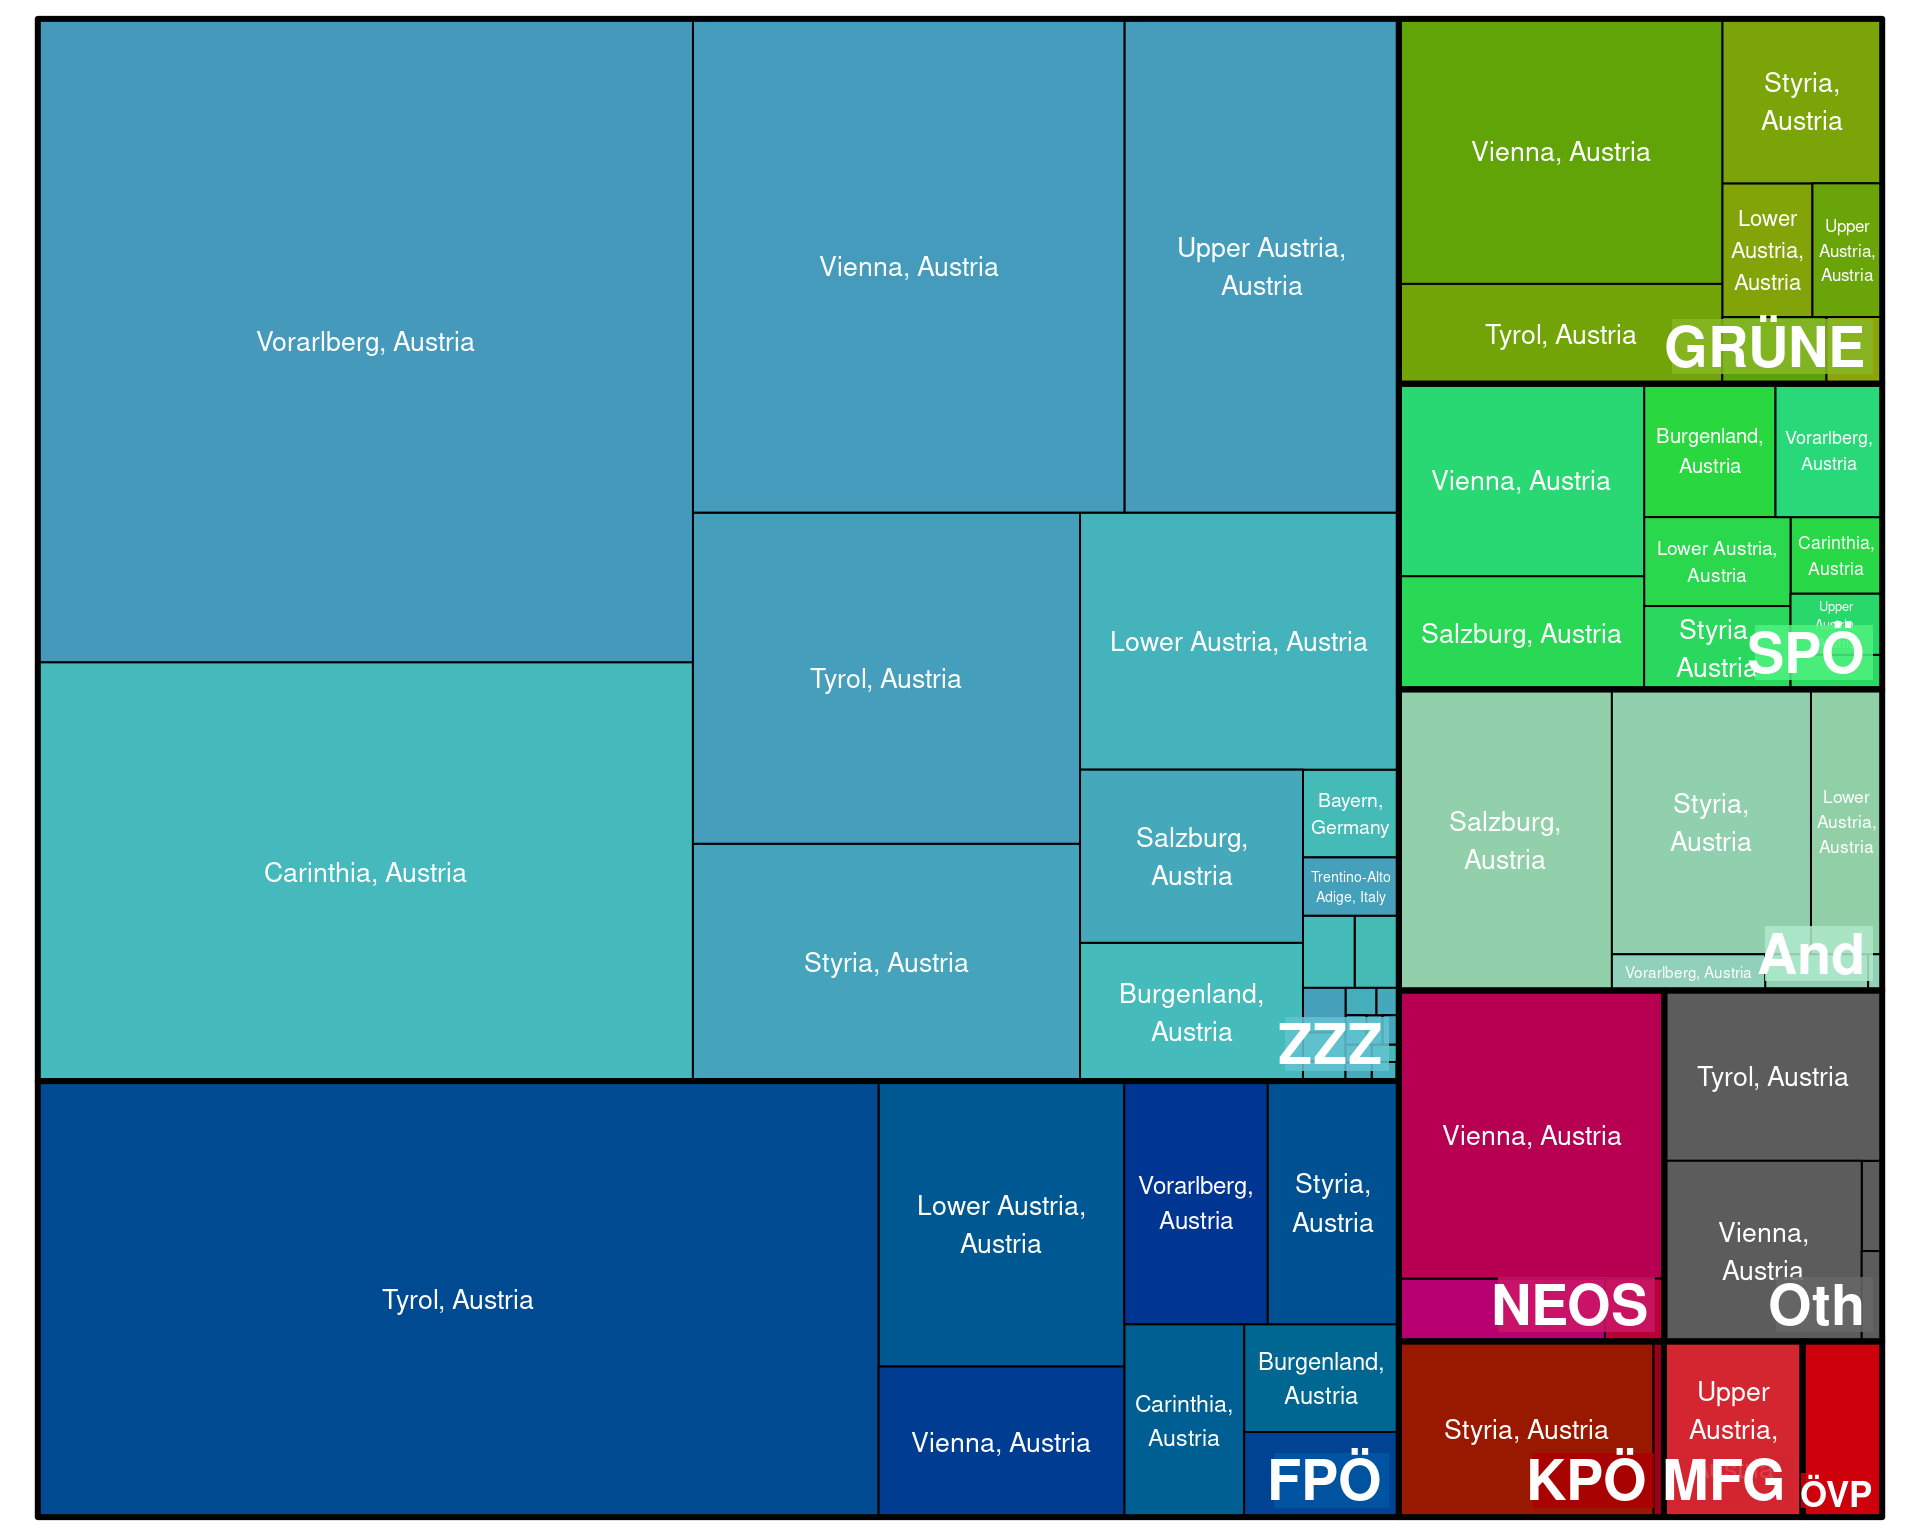 Vorarlberg, Austria
Vienna, Austria
Upper Austria,
Austria
Carinthia, Austria
Tyrol, Austria
Lower Austria, Austria
Styria, Austria
Salzburg,
Austria
Bayern,
Germany
Trentino-Alto
Adige, Italy
Burgenland,
Austria
ZZZ
Tyrol, Austria
Lower Austria,
Austria
Vienna, Austria
Vorarlberg,
Austria
Styria,
Austria
Carinthia,
Austria
Burgenland,
Austria
FPÖ
Vienna, Austria
Styria,
Austria
Lower
Austria,
Austria
Upper
Austria,
Austria
Tyrol, Austria
GRÜNE
Vienna, Austria
Burgenland,
Austria
Vorarlberg,
Austria
Lower Austria,
Austria
Carinthia,
Austria
Salzburg, Austria
Styria,
Austria
Upper
SPÖ
Salzburg,
Austria
Styria,
Austria
Lower
Austria,
Austria
Vorarlberg, Austria
And
Vienna, Austria
NEOS
Tyrol, Austria
Vienna,
Austria
Oth
Styria, Austria
KPÖ
Upper
Austria,
MFG
ÖVP